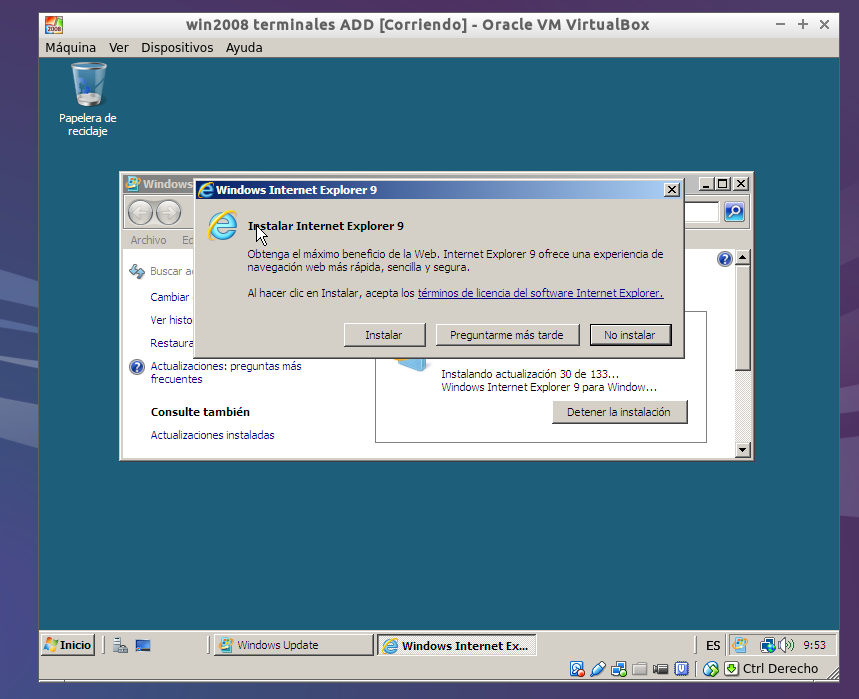 win2008 terminales ADD [Corriendo] - Oracle VM VirtualBox
Máquina Ver Dispositivos Ayuda
Papelera de
reciclaje
Windows
Windows Internet Explorer 9
Instalar Internet Explorer 9
Archivo
Obtenga el máximo beneficio de la Web. Internet Explorer 9 ofrece una experiencia de
navegación web más rápida, sencilla y segura.
Buscar
Al hacer clic en Instalar, acepta los términos de licencia del software Internet Explorer.
Cambiar
Ver
Instalar Preguntarme más tarde No instalar
Actualizaciones: preguntas más
frecuentes
Instalando actualización 30 de 133...
Windows Internet Explorer 9 para Window...
Consulte también
Detener la instalación
Actualizaciones instaladas
Inicio Windows Update Windows Internet Ex... ES 9:53
Ctrl Derecho